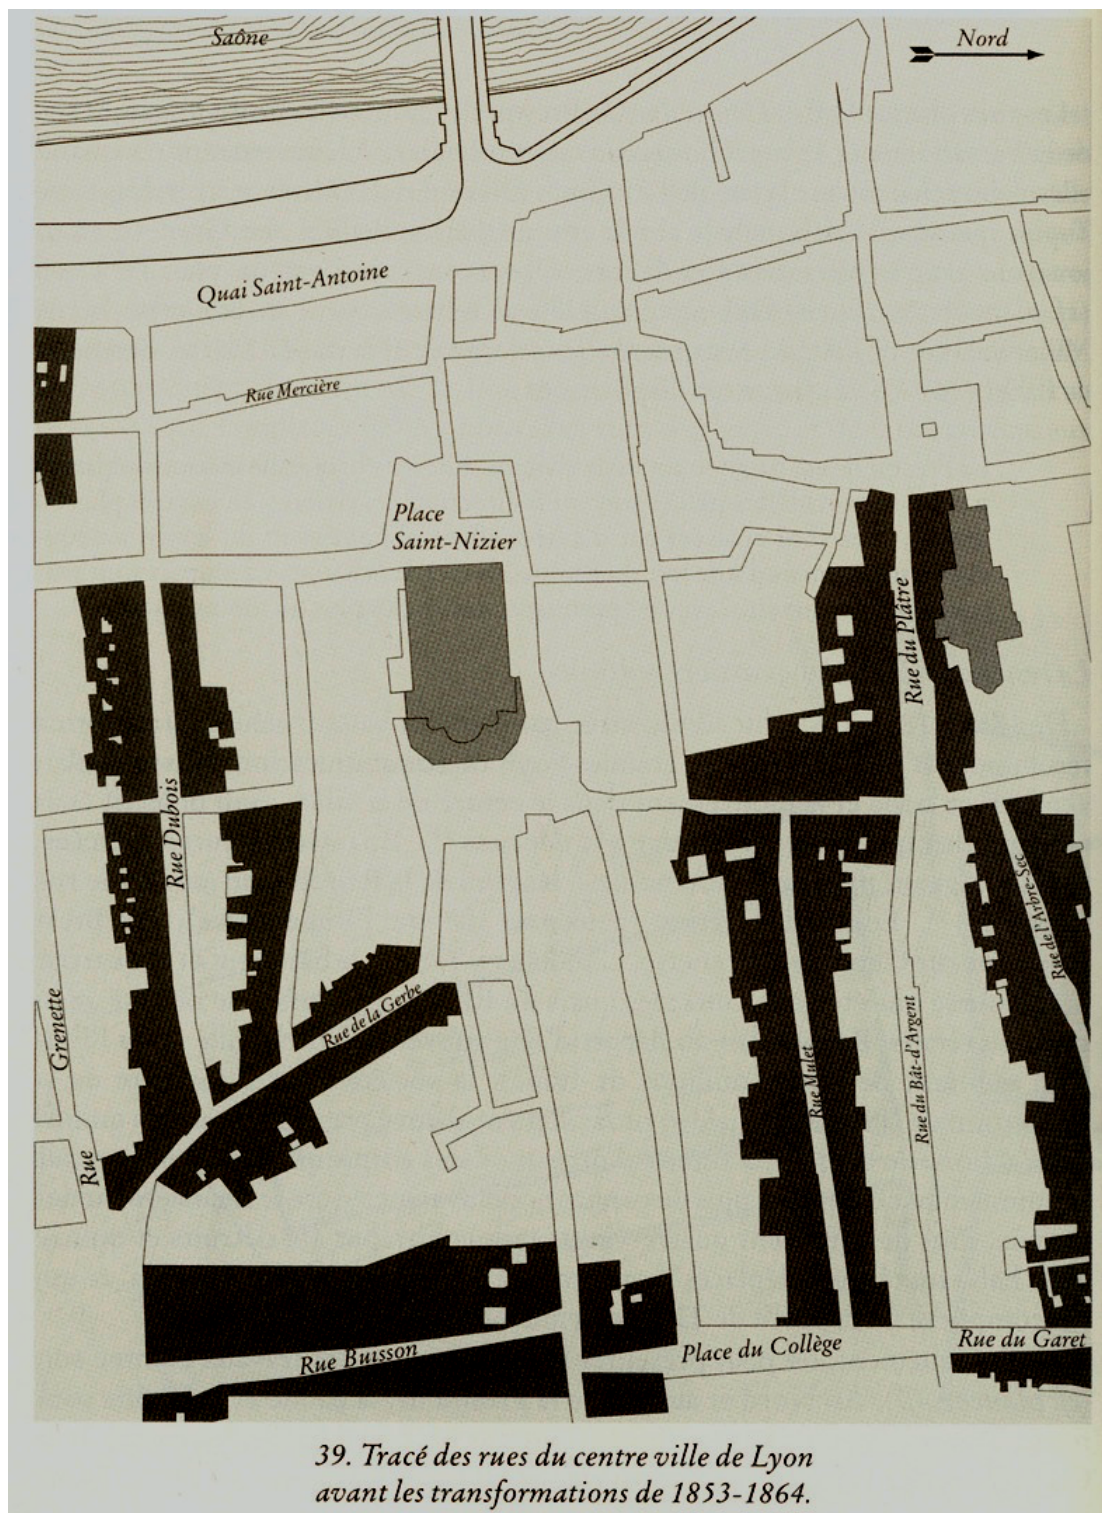 Saône
Nord
Quai Saint-Antoine
Rue Mercière
Place
Saint-Nizier
Rue du Plâtre
Rue Dubois
Rue de l'Arbre-Sec
Rue de la Gerbe
Rue Grenette
Rue Mulet
Rue du Bât-d'Argent
Rue Buisson
Place du Collège
Rue du Garet
39. Tracé des rues du centre ville de Lyon
avant les transformations de 1853-1864.